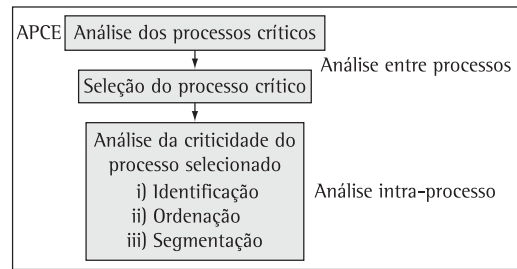 APCE
Análise dos processos críticos
Análise entre processos
Seleção do processo crítico
Análise da criticidade do
processo selecionado
i) Identificação
ii) Ordenação
iii) Segmentação
Análise intra-processo